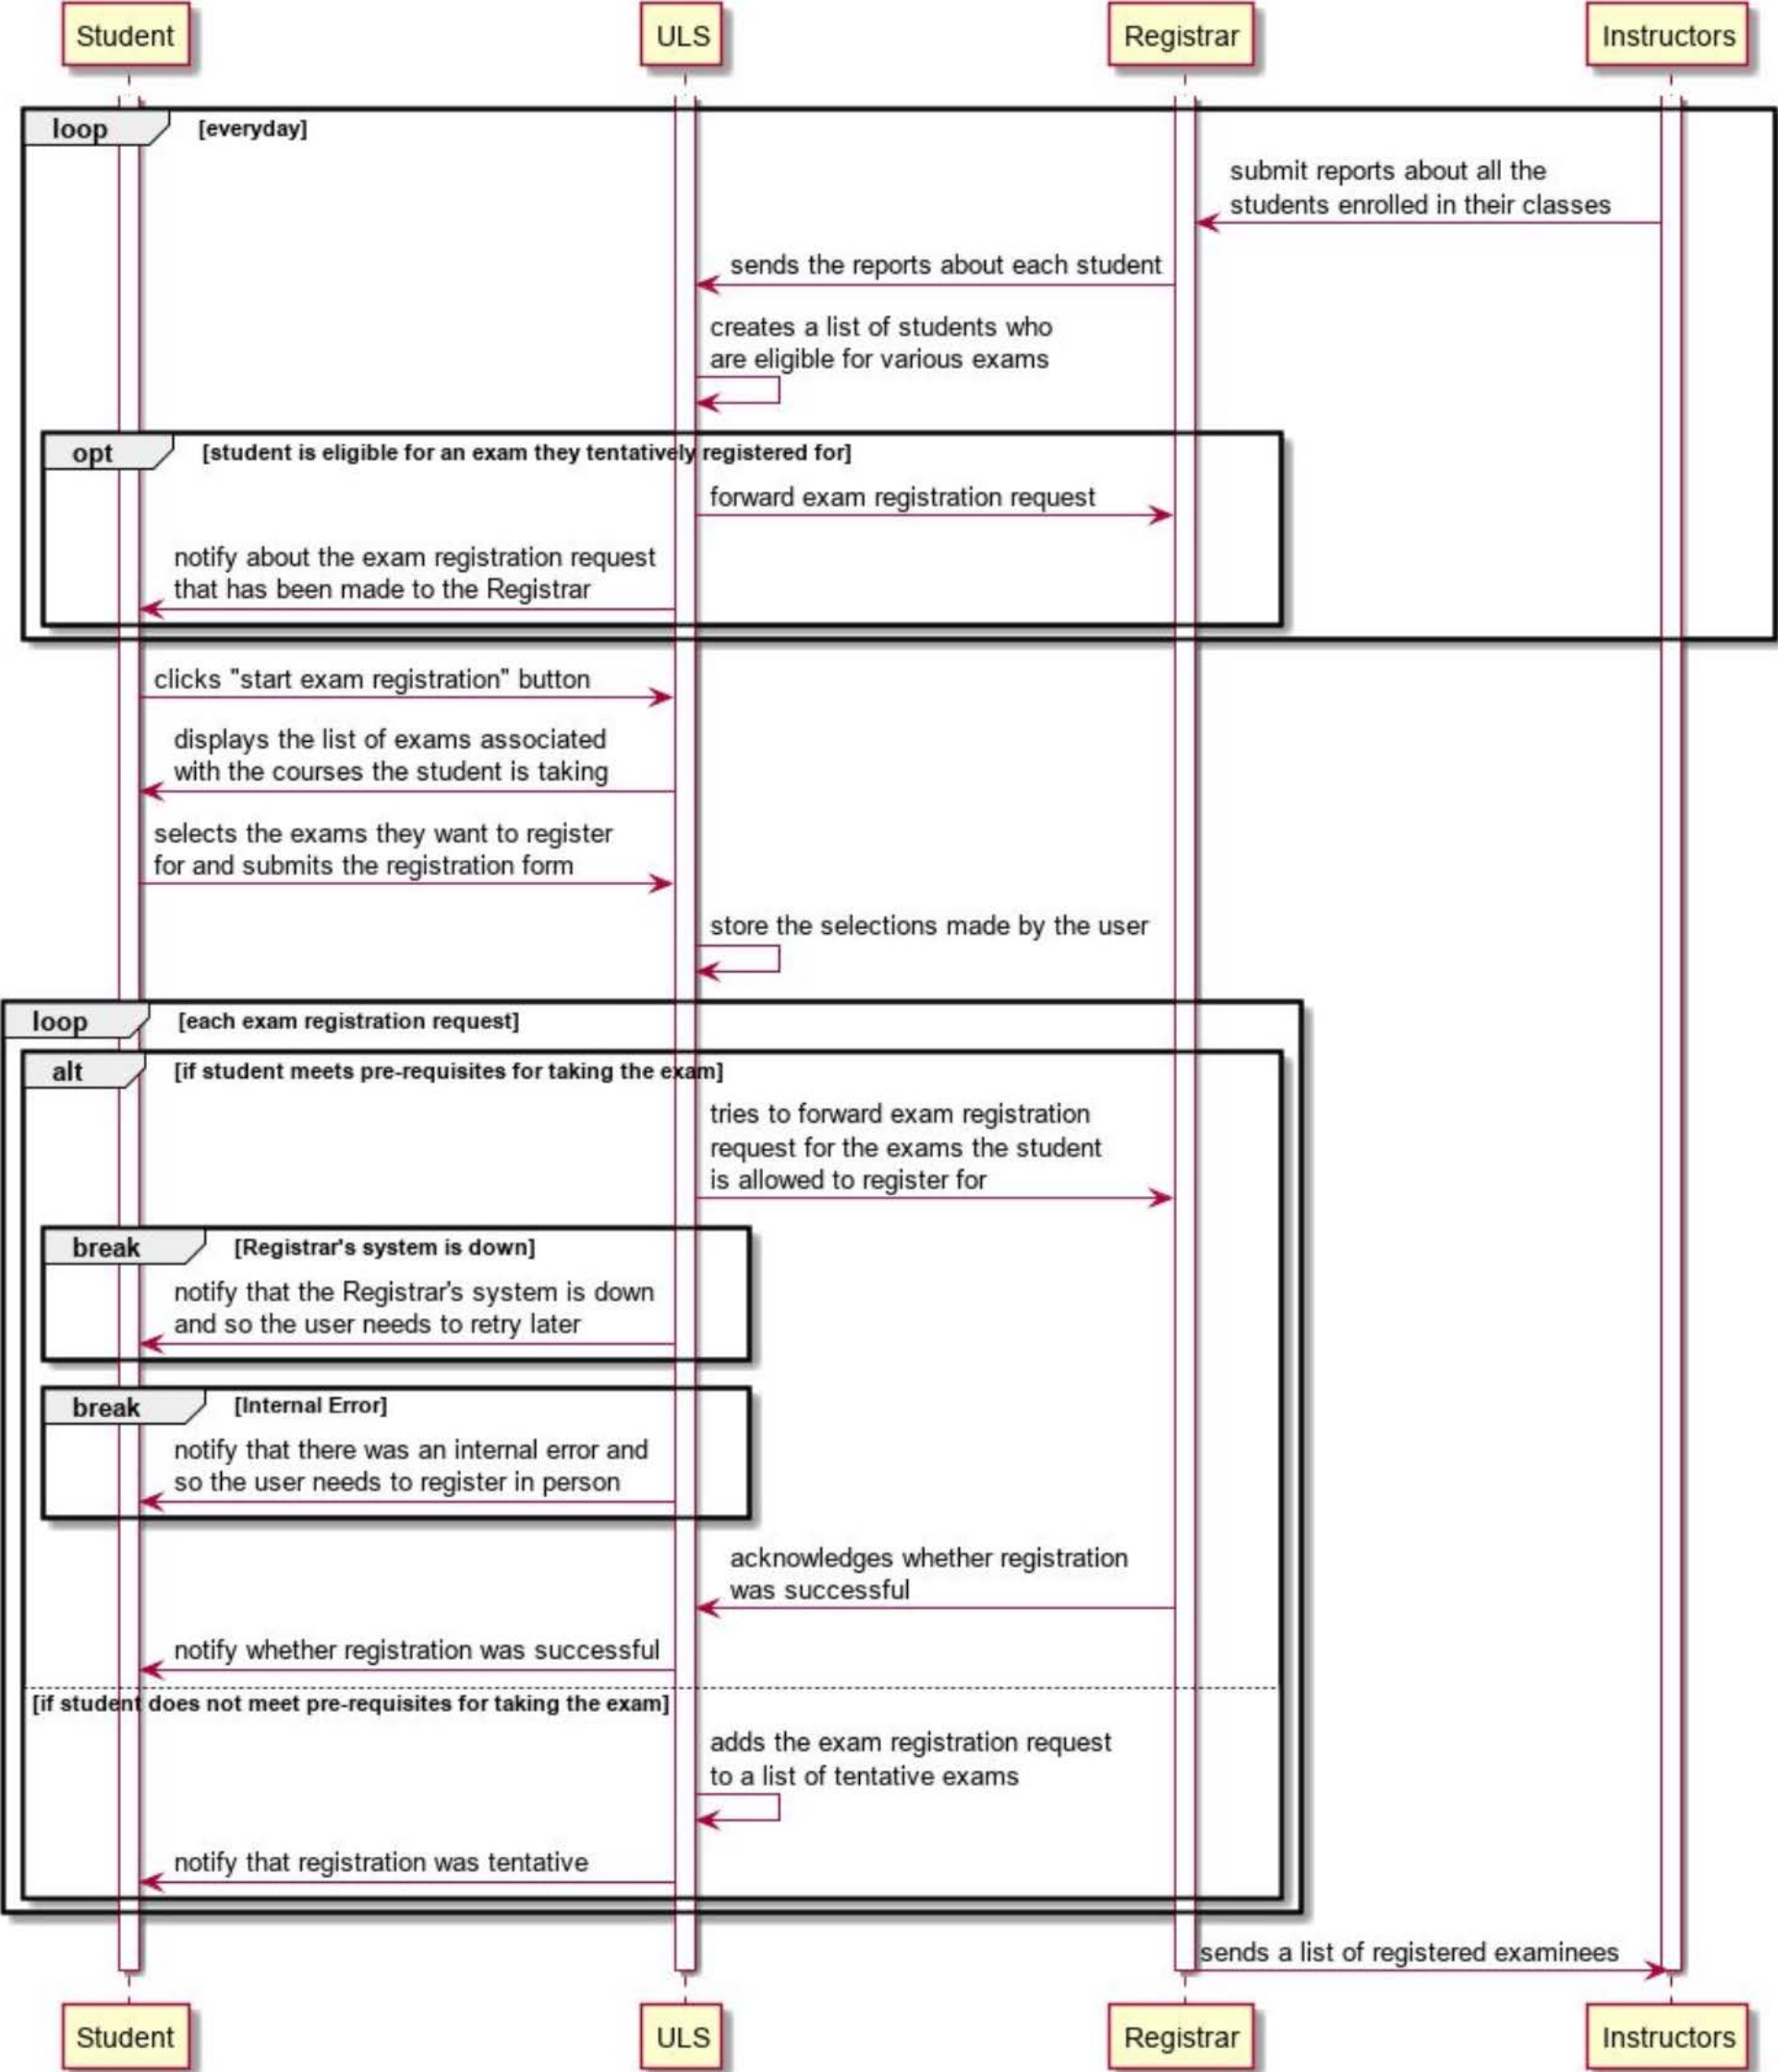 Student
ULS
Registrar
Instructors
loop
[everyday]
submit reports about all the
students enrolled in their classes
sends the reports about each student
creates a list of students who
are eligible for various exams
opt
[student is eligible for an exam they tentatively registered for]
forward exam registration request
notify about the exam registration request
that has been made to the Registrar
clicks "start exam registration" button
displays the list of exams associated
with the courses the student is taking
selects the exams they want to register
for and submits the registration form
store the selections made by the user
loop
[each exam registration request]
alt
[if student meets pre-requisites for taking the exam]
tries to forward exam registration
request for the exams the student
is allowed to register for
break
[Registrar's system is down]
notify that the Registrar's system is down
and so the user needs to retry later
break
[Internal Error]
notify that there was an internal error and
so the user needs to register in person
acknowledges whether registration
was successful
notify whether registration was successful
[if student does not meet pre-requisites for taking the exam]
adds the exam registration request
to a list of tentative exams
notify that registration was tentative
sends a list of registered examinees
Student
ULS
Registrar
Instructors